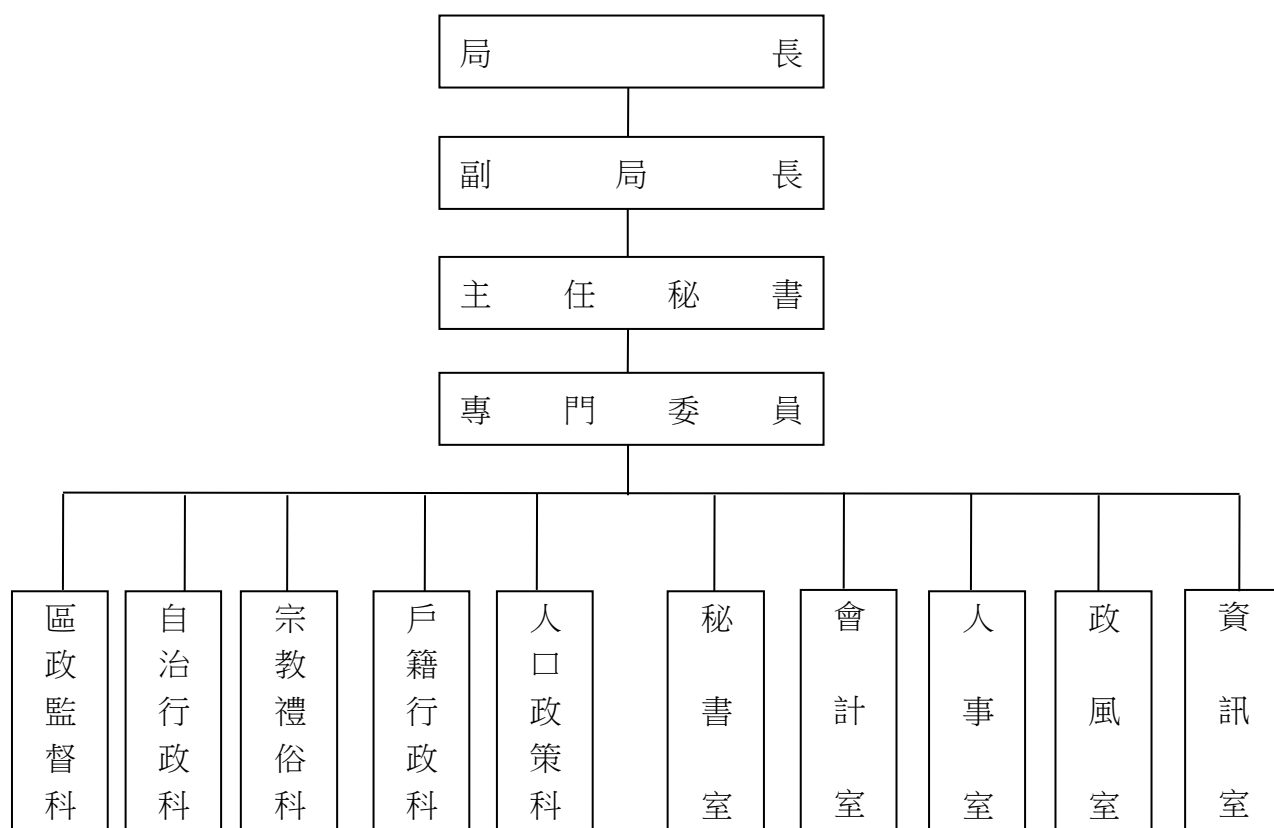 局長
副局長
主任秘書
專門委員
區政監督科
自治行政科
宗教禮俗科
戶籍行政科
人口政策科
秘書室
會計室
人事室
政風室
資訊室